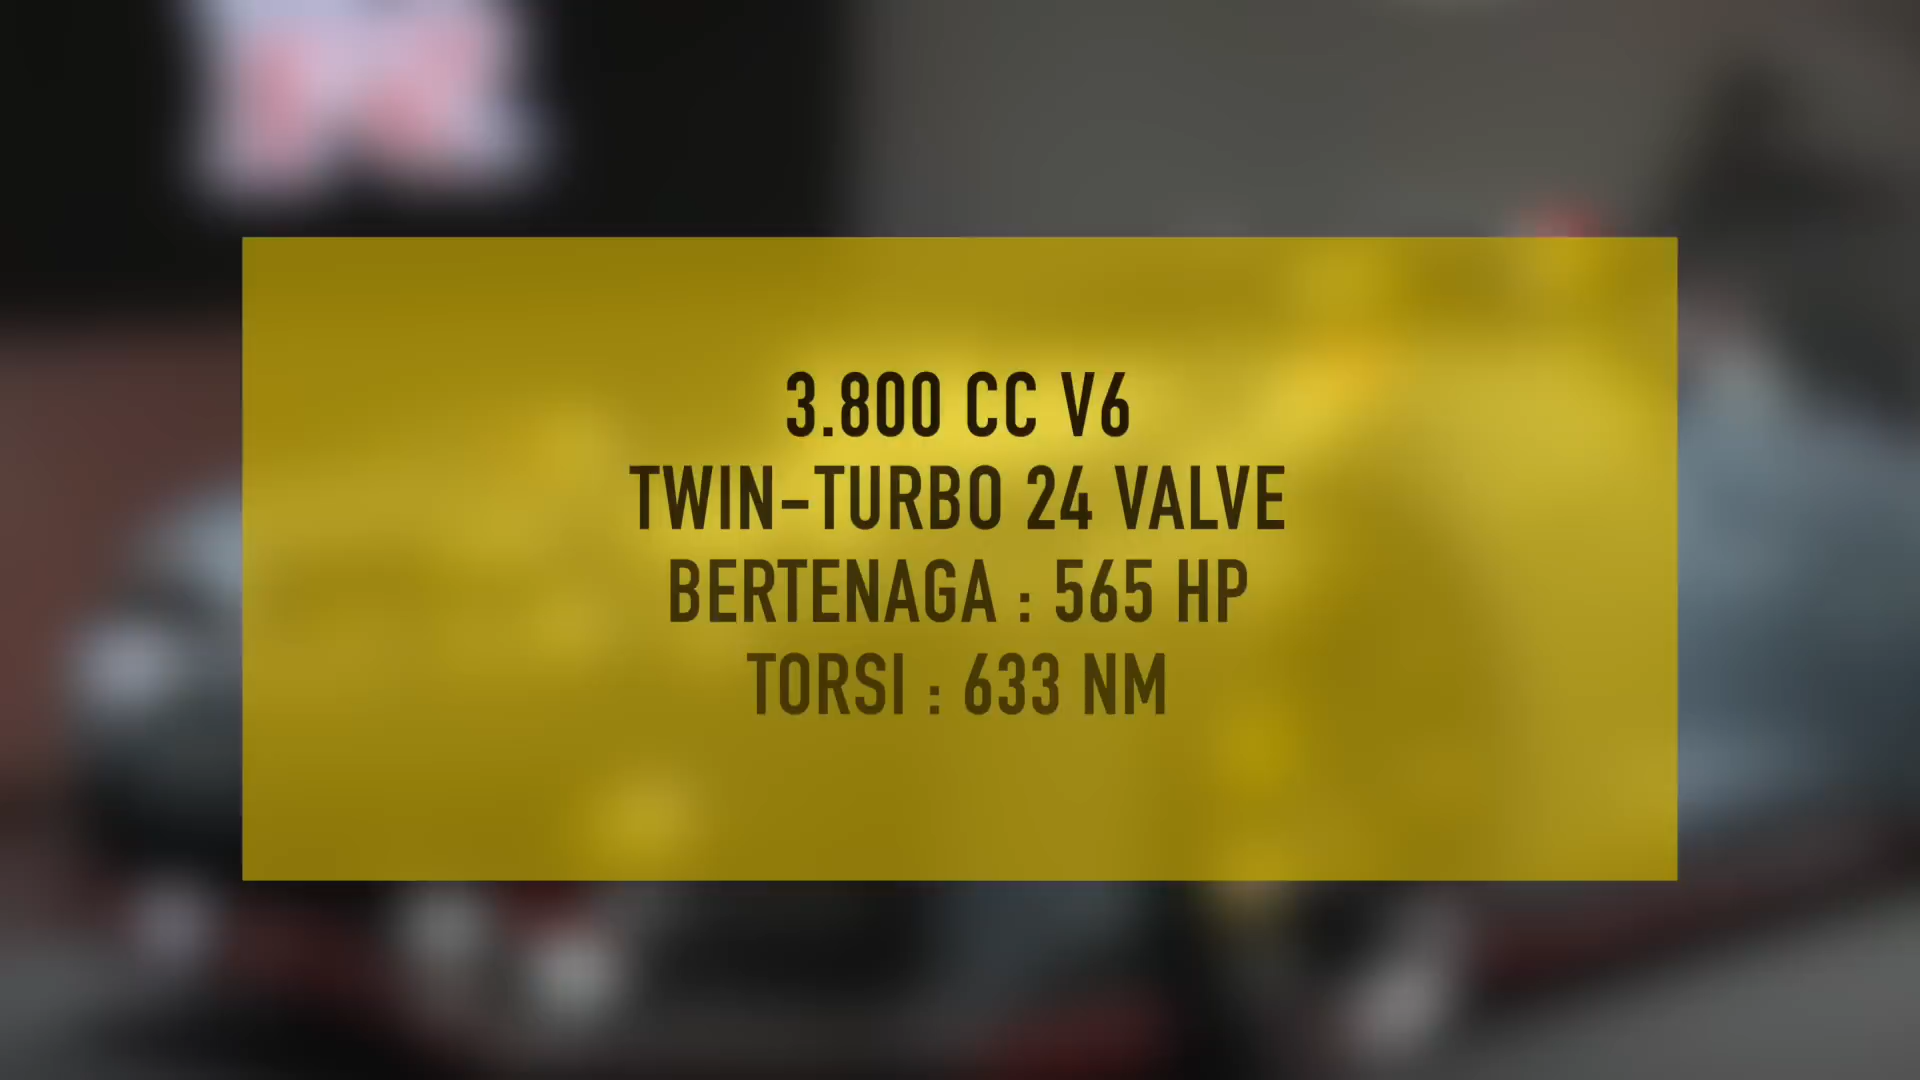 3.800 CC V6
TWIN-TURBO 24 VALVE
BERTENAGA : 565 HP
TORSI : 633 NM